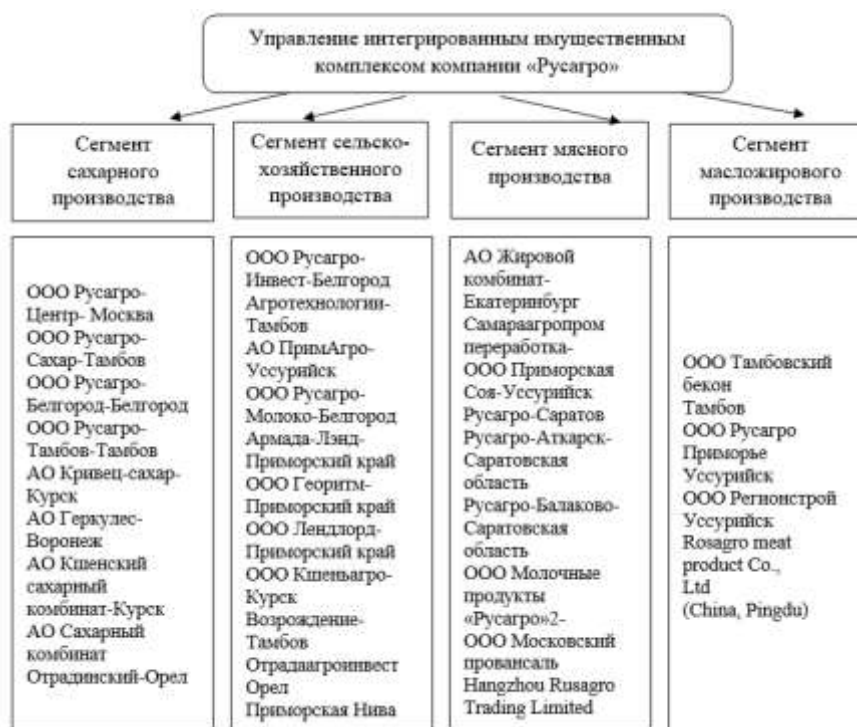 Управление интегрированным имущественным
комплексом компании «Русагро»
Сегмент
сахарного
производства
Сегмент сельско-
хозяйственного
производства
Сегмент мясного
производства
Сегмент
масложирового
производства
ООО Русагро-
Центр- Москва
ООО Русагро-
Сахар-Тамбов
ООО Русагро-
Белгород-Белгород
ООО Русагро-
Тамбов-Тамбов
АО Кривец-сахар-
Курск
АО Геркулес-
Воронеж
АО Кшенский
сахарный
комбинат-Курск
АО Сахарный
комбинат
Отрадинский-Орел
ООО Русагро-
Инвест-Белгород
Агротехнологии-
Тамбов
АО ПримАгро-
Уссурийск
ООО Русагро-
Молоко-Белгород
Армада-Лэнд-
Приморский край
ООО Георитм-
Приморский край
ООО Лендлорд-
Приморский край
ООО Кшеньагро-
Курск
Возрождение-
Тамбов
Отрадаагроинвест
Орел
Приморская Нива
АО Жировой
комбинат-
Екатеринбург
Самараагропром
переработка-
ООО Приморская
Соя-Уссурийск
Русагро-Саратов
Русагро-Аткарск-
Саратовская
область
Русагро-Балаково-
Саратовская
область
ООО Молочные
продукты
«Русагро»2-
ООО Московский
провансаль
Hangzhou Rusagro
Trading Limited
ООО Тамбовский
бекон
Тамбов
ООО Русагро
Приморье
Уссурийск
ООО Регионстрой
Уссурийск
Rosagro meat
product Co.,
Ltd
(China, Pingdu)